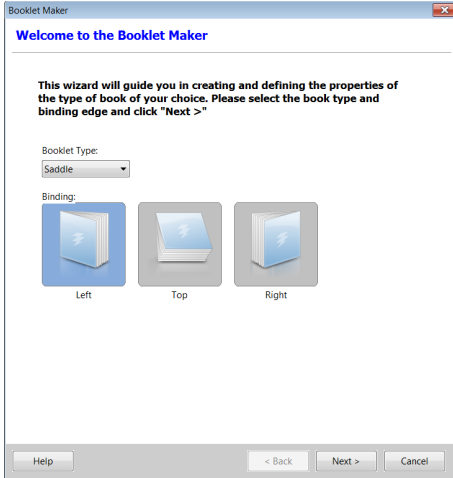 Booklet Maker
Welcome to the Booklet Maker
This wizard will guide you in creating and defining the properties of
the type of book of your choice. Please select the book type and
binding edge and click "Next >"
Booklet Type:
Saddle
Binding:
Left Top Right
Help < Back Next > Cancel